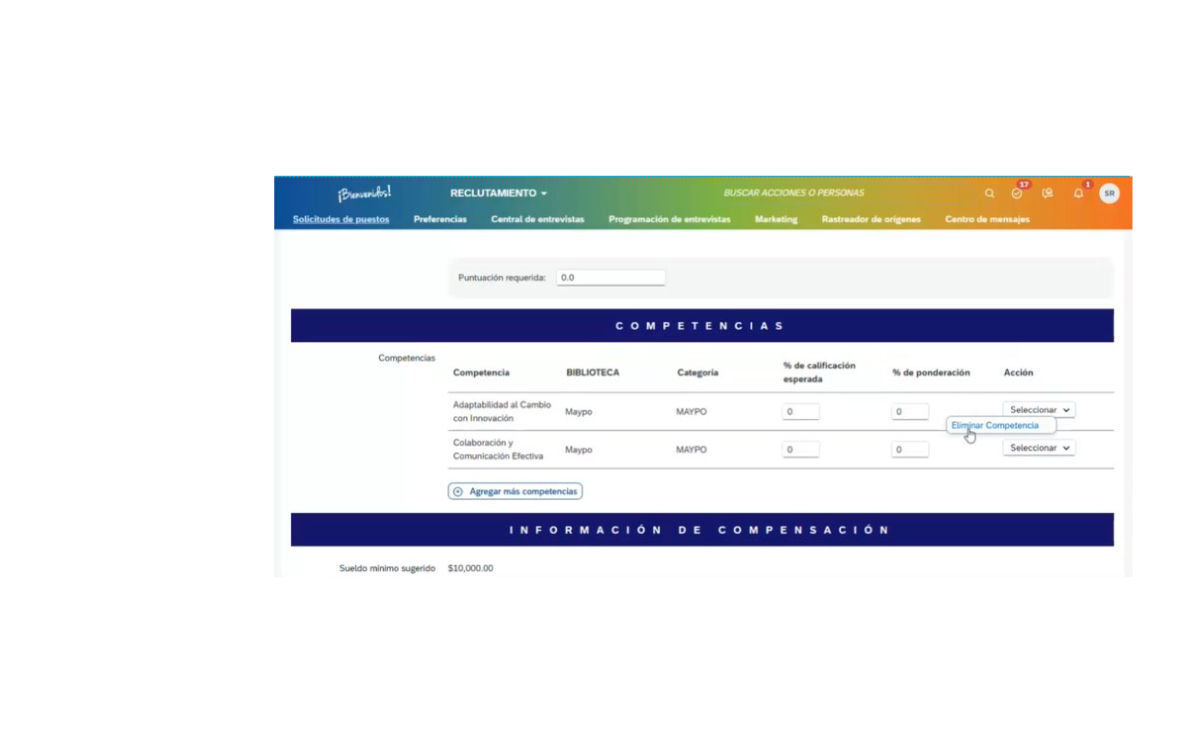 ¡Bienvenidos!
RECLUTAMIENTO
BUSCAR ACCIONES O PERSONAS
17
1
SR
Solicitudes de puestos
Preferencias
Central de entrevistas
Programación de entrevistas
Marketing
Rastreador de orígenes
Centro de mensajes
Puntuación requerida:
0.0
COMPETENCIAS
Competencias
Competencia
BIBLIOTECA
Categoría
% de calificación
esperada
% de ponderación
Acción
Adaptabilidad al Cambio
con Innovación
Maypo
MAYPO
0
0
Seleccionar
Eliminar Competencia
Colaboración y
Comunicación Efectiva
Maypo
MAYPO
0
0
Seleccionar
Agregar más competencias
INFORMACIÓN DE COMPENSACIÓN
Sueldo mínimo sugerido
$10,000.00